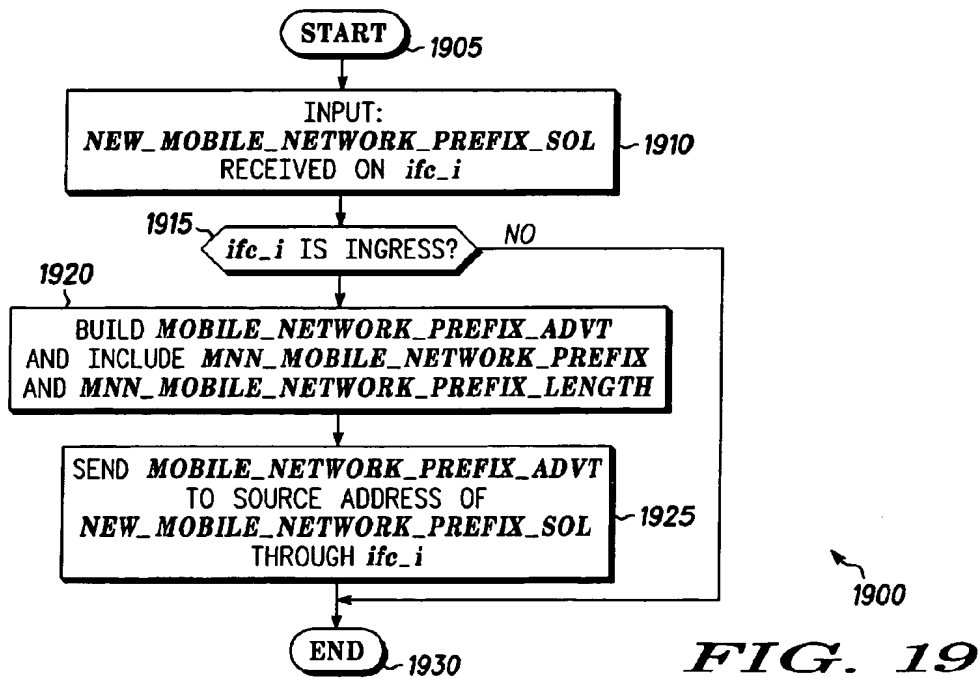 START
1905
INPUT:
NEW_MOBILE_NETWORK_PREFIX_SOL
RECEIVED ON ifc_i
1910
1915
ifc_i IS INGRESS?
NO
1920
BUILD MOBILE_NETWORK_PREFIX_ADVT
AND INCLUDE MNN_MOBILE_NETWORK_PREFIX
AND MNN_MOBILE_NETWORK_PREFIX_LENGTH
SEND MOBILE_NETWORK_PREFIX_ADVT
TO SOURCE ADDRESS OF
NEW_MOBILE_NETWORK_PREFIX_SOL
THROUGH ifc_i
1925
1900
END
1930
FIG. 19